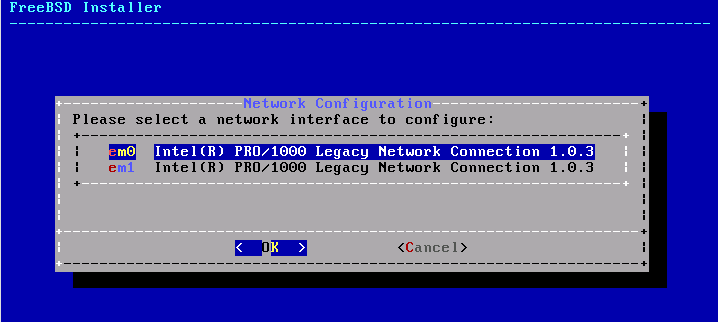 FreeBSD Installer
Network Configuration
Please select a network interface to configure:
em0 Intel(R) PRO/1000 Legacy Network Connection 1.0.3
em1 Intel(R) PRO/1000 Legacy Network Connection 1.0.3
< OK > <Cancel>